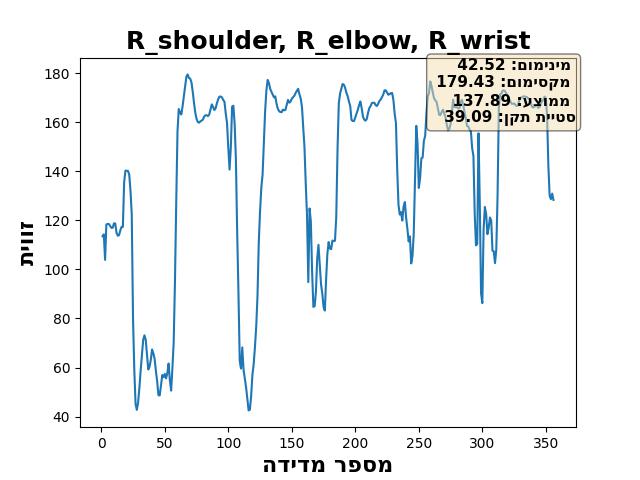 R_shoulder, R_elbow, R_wrist
מינימום: 42.52
מקסימום: 179.43
ממוצע: 137.89
סטיית תקן: 39.09
זווית
180
160
140
120
100
80
60
40
0 50 100 150 200 250 300 350
מספר מדידה